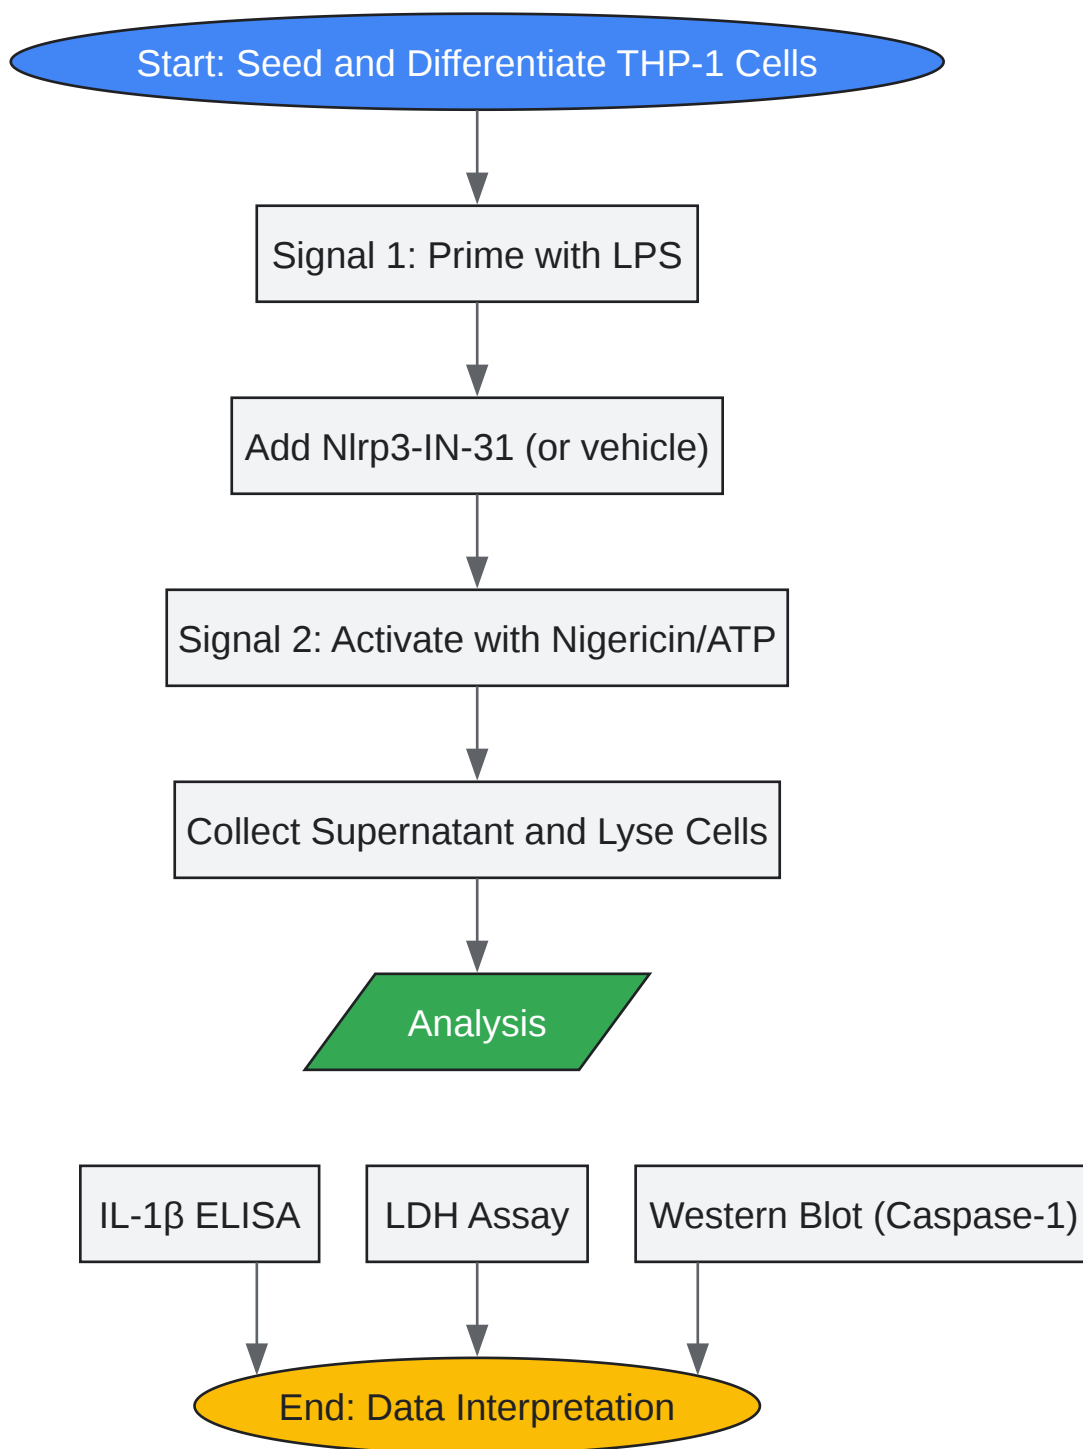 Start: Seed and Differentiate THP-1 Cells
Signal 1: Prime with LPS
Add Nlrp3-IN-31 (or vehicle)
Signal 2: Activate with Nigericin/ATP
Collect Supernatant and Lyse Cells
Analysis
IL-1β ELISA
LDH Assay
Western Blot (Caspase-1)
End: Data Interpretation